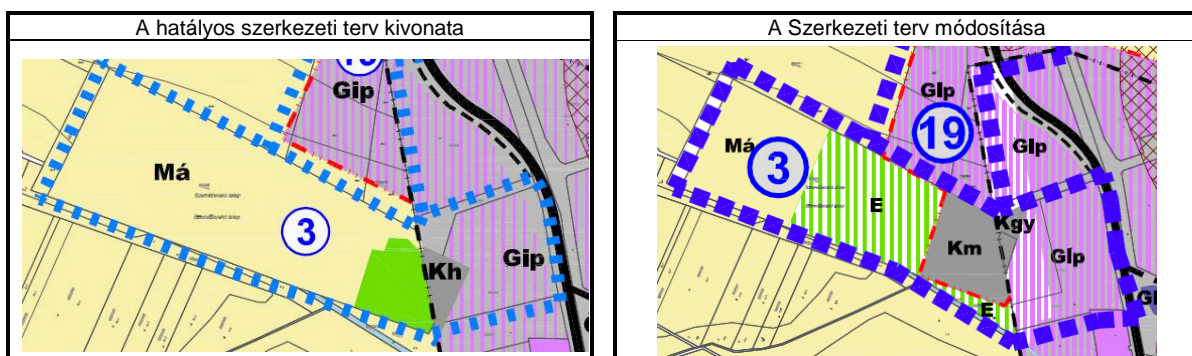 A hatályos szerkezeti terv kivonata
Gip
Má
3
Kh
Gip
A Szerkezeti terv módosítása
GIp
19
GIp
Má
3
E
Kgy
Km
GIp
E